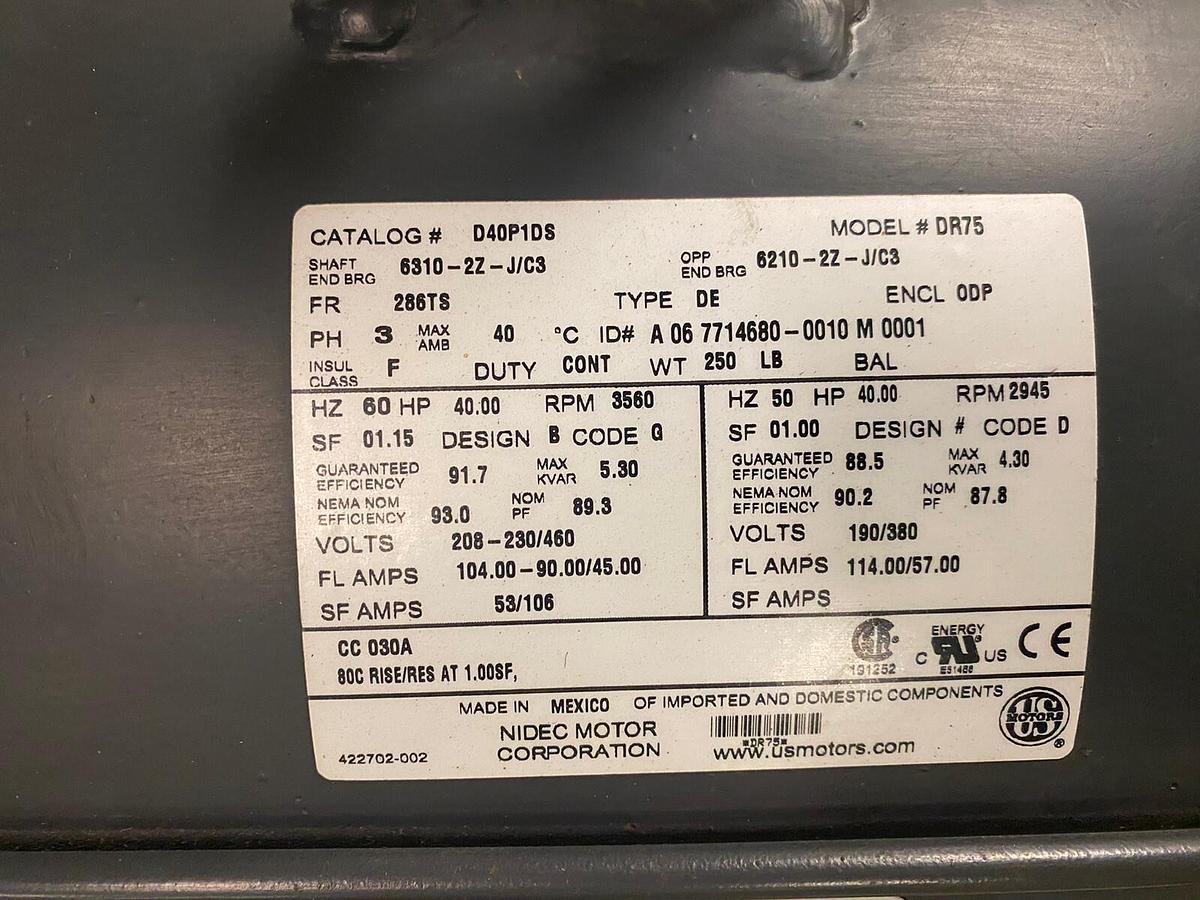 CATALOG # D40P1DS MODEL # DR75
SHAFT END BRG 6310-2Z-J/C3 OPP END BRG 6210-2Z-J/C3
FR 286TS TYPE DE ENCL ODP
PH 3 MAX AMB 40 °C ID# A 06 7714680-0010 M 0001
INSUL CLASS F DUTY CONT WT 250 LB BAL
HZ 60 HP 40.00 RPM 3560
SF 01.15 DESIGN B CODE G
GUARANTEED EFFICIENCY 91.7 MAX KVAR 5.30
NEMA NOM EFFICIENCY 93.0 NOM PF 89.3
VOLTS 208-230/460
FL AMPS 104.00-90.00/45.00
SF AMPS 53/106
HZ 50 HP 40.00 RPM 2945
SF 01.00 DESIGN # CODE D
GUARANTEED EFFICIENCY 88.5 MAX KVAR 4.30
NEMA NOM EFFICIENCY 90.2 NOM PF 87.8
VOLTS 190/380
FL AMPS 114.00/57.00
SF AMPS
CC 030A
80C RISE/RES AT 1.00SF,
191252
ENERGY
C US
E51488
CE
MADE IN MEXICO OF IMPORTED AND DOMESTIC COMPONENTS
NIDEC MOTOR
CORPORATION
*DR75*
www.usmotors.com
422702-002
US MOTORS ®